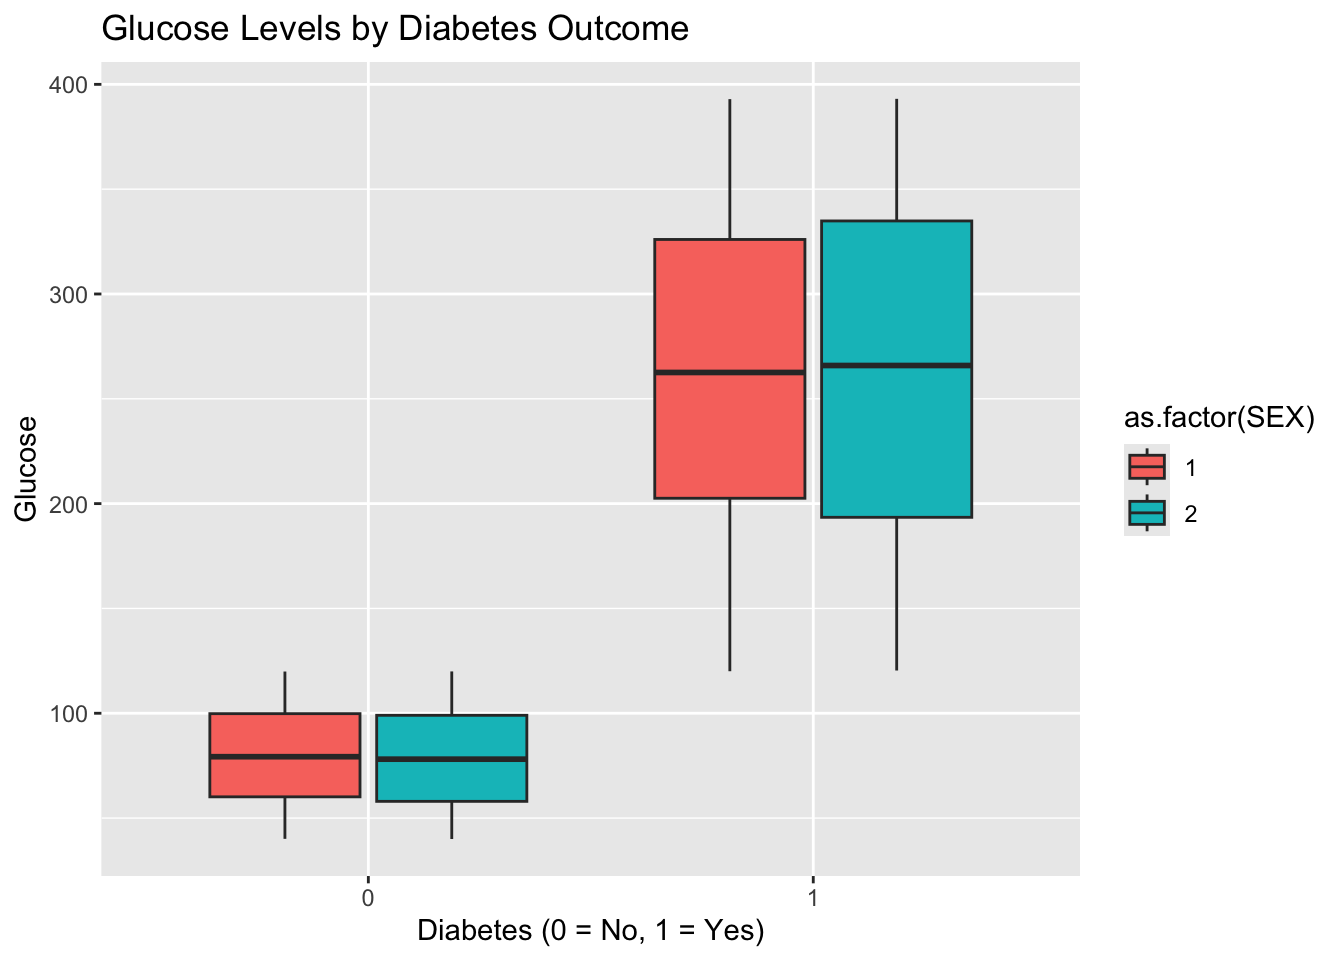 Glucose Levels by Diabetes Outcome
400
300
200
100
Glucose
0
1
Diabetes (0 = No, 1 = Yes)
as.factor(SEX)
1
2